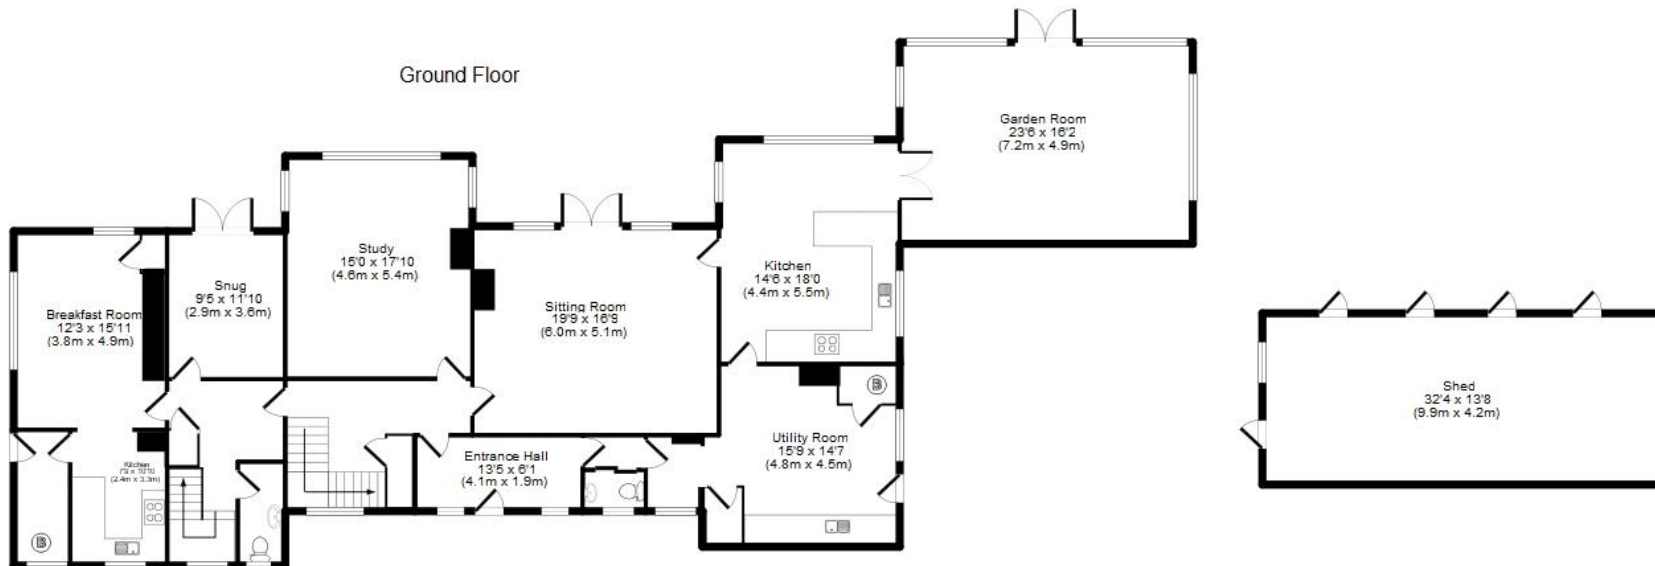 Ground Floor
Garden Room
23'6 x 16'2
(7.2m x 4.9m)
Study
15'0 x 17'10
(4.6m x 5.4m)
Kitchen
14'6 x 18'0
(4.4m x 5.5m)
Snug
9'5 x 11'10
(2.9m x 3.6m)
Sitting Room
19'9 x 16'8
(6.0m x 5.1m)
Breakfast Room
12'3 x 15'11
(3.8m x 4.9m)
B
Shed
32'4 x 13'8
(9.9m x 4.2m)
Utility Room
15'9 x 14'7
(4.8m x 4.5m)
Entrance Hall
13'5 x 6'1
(4.1m x 1.9m)
Kitchen
7'9 x 10'10
(2.4m x 3.3m)
B